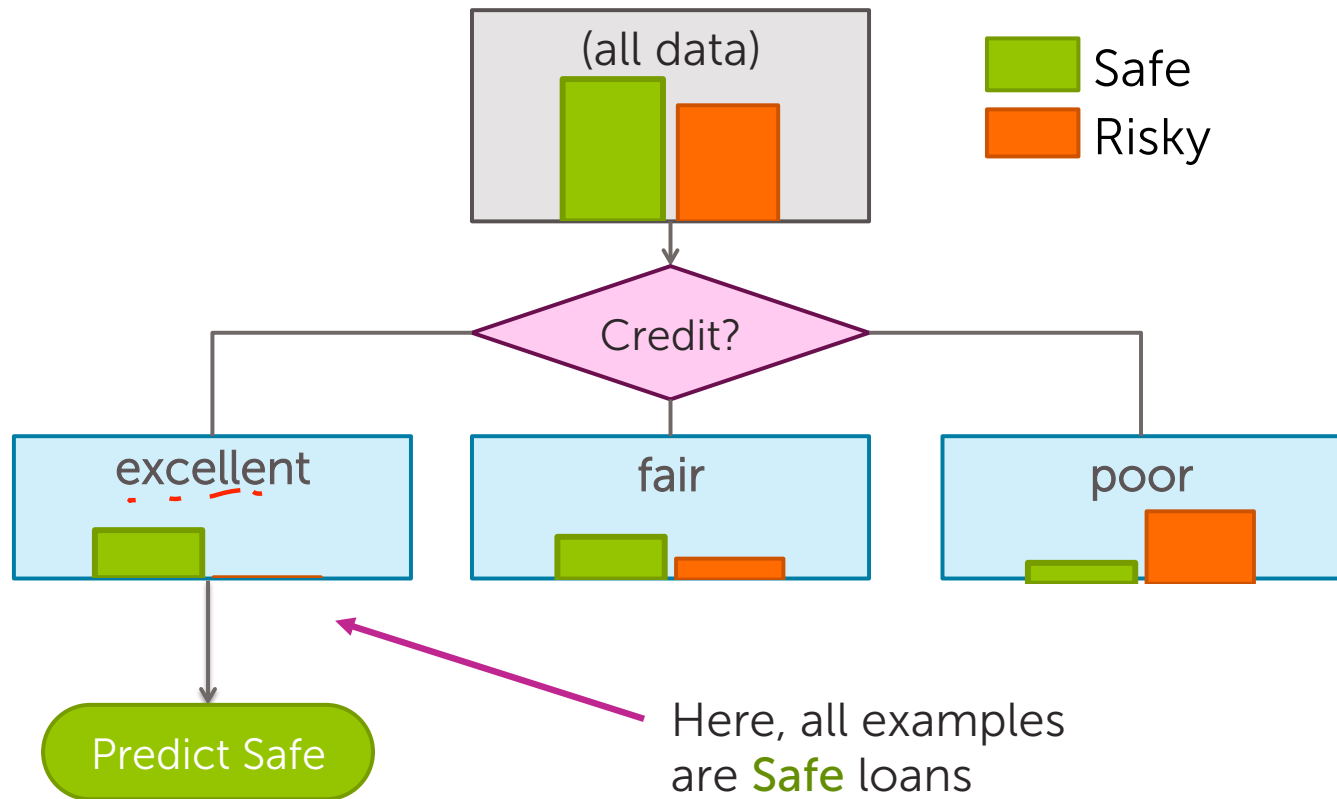 (all data)
Safe
Risky
Credit?
excellent
fair
poor
Predict Safe
Here, all examples
are Safe loans